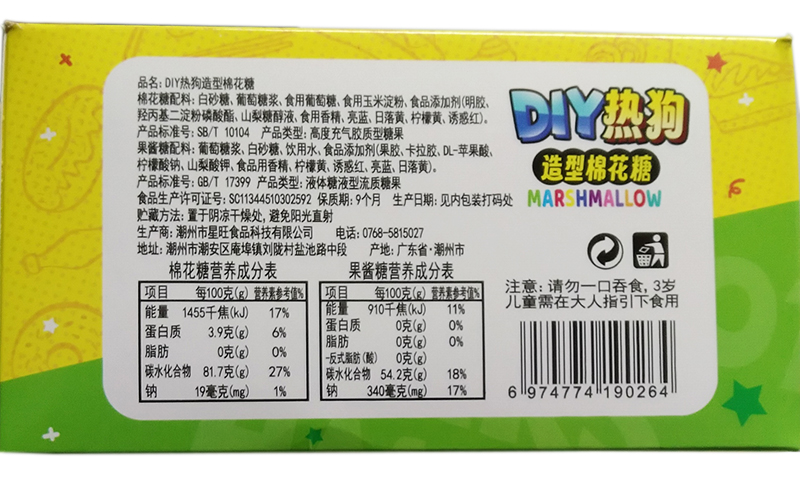 品名: DIY热狗造型棉花糖
棉花糖配料: 白砂糖、葡萄糖浆、食用葡萄糖、食用玉米淀粉、食品添加剂(明胶、
羟丙基二淀粉磷酸酯、山梨糖醇液、食用香精、亮蓝、日落黄、柠檬黄、诱惑红)。
产品标准号: SB/T 10104 产品类型: 高度充气胶质型糖果
果酱糖配料: 葡萄糖浆、白砂糖、饮用水、食品添加剂(果胶、卡拉胶、DL-苹果酸、
柠檬酸钠、山梨酸钾、食品用香精、柠檬黄、诱惑红、亮蓝、日落黄)。
产品标准号: GB/T 17399 产品类型: 液体糖液型流质糖果
食品生产许可证号: SC11344510302592 保质期: 9个月 生产日期: 见内包装打码处
贮藏方法: 置于阴凉干燥处, 避免阳光直射
生产商: 潮州市星旺食品科技有限公司 电话: 0768-5815027
地址: 潮州市潮安区庵埠镇刘陇村盐池路中段 产地: 广东省·潮州市
棉花糖营养成分表
项目 每100克(g) 营养素参考值%
能量 1455千焦(kJ) 17%
蛋白质 3.9克(g) 6%
脂肪 0克(g) 0%
碳水化合物 81.7克(g) 27%
钠 19毫克(mg) 1%
果酱糖营养成分表
项目 每100克(g) 营养素参考值%
能量 910千焦(kJ) 11%
蛋白质 0克(g) 0%
脂肪 0克(g) 0%
-反式脂肪(酸) 0克(g)
碳水化合物 54.2克(g) 18%
钠 340毫克(mg) 17%
DIY热狗
造型棉花糖
MARSHMALLOW
注意: 请勿一口吞食, 3岁
儿童需在大人指引下食用
6 974774 190264